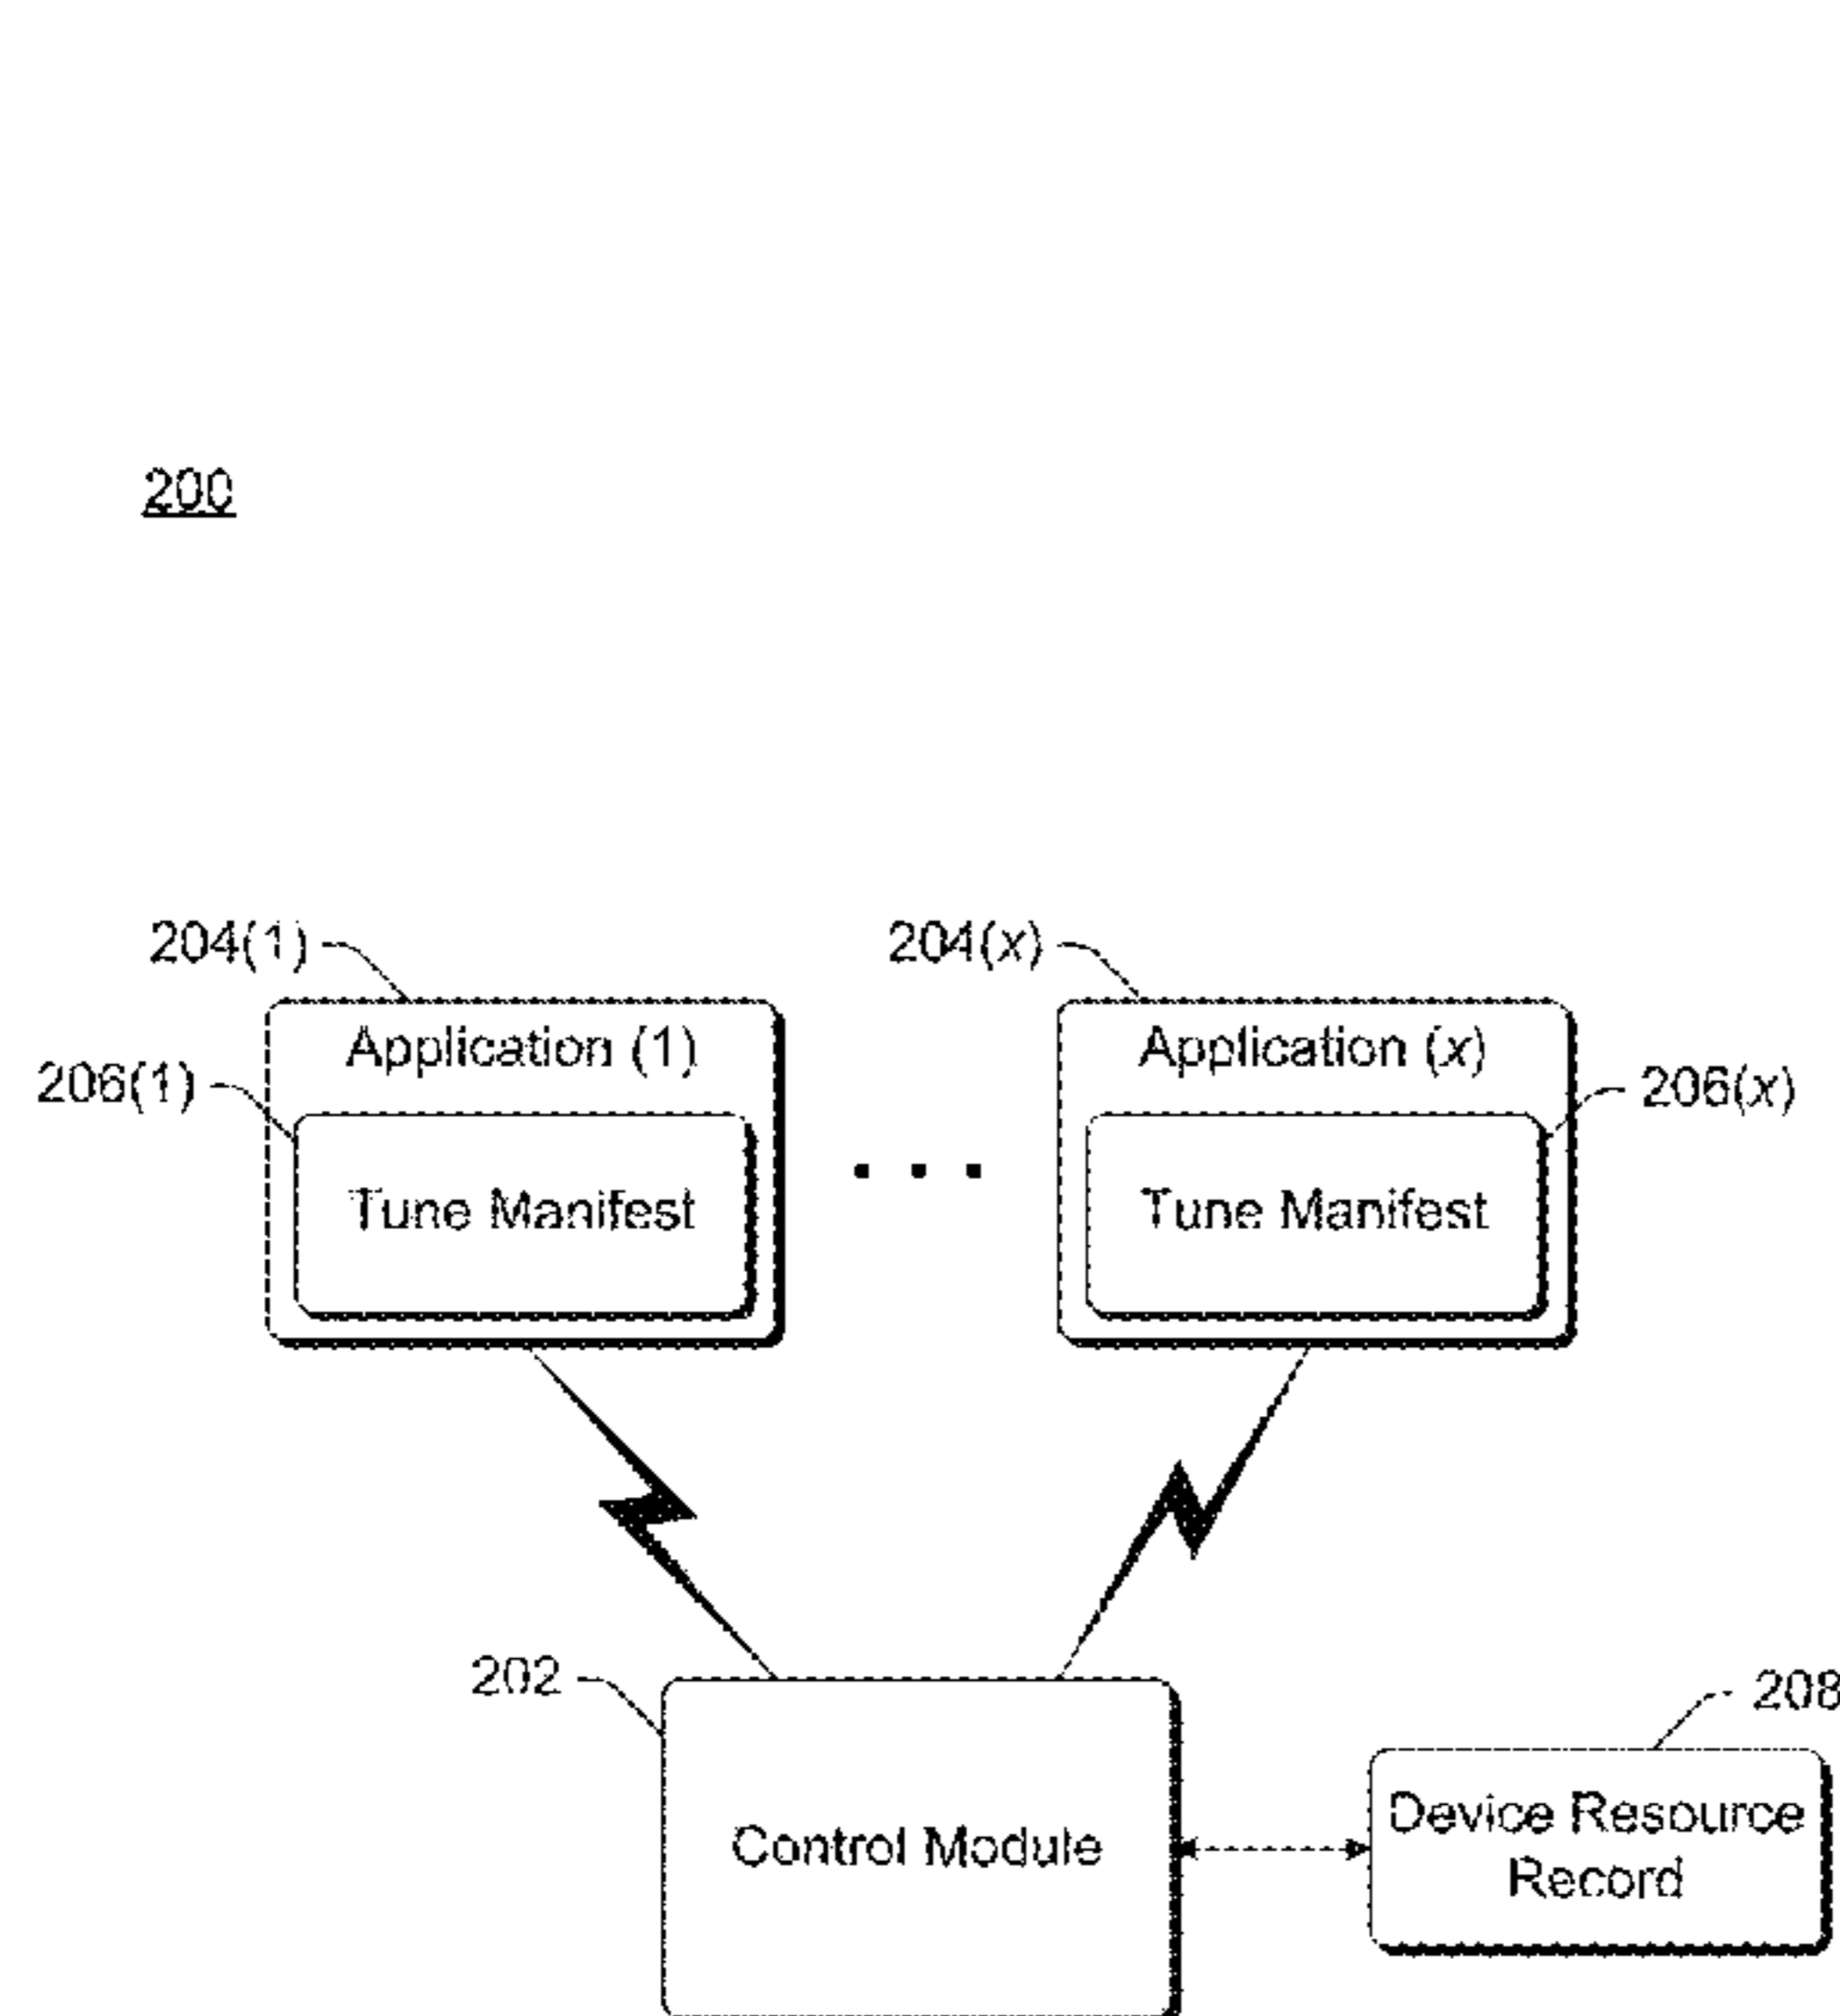 200
204(1)
204(x)
Application (1)
Application (x)
206(1)
206(x)
Tune Manifest
Tune Manifest
202
208
Control Module
Device Resource
Record